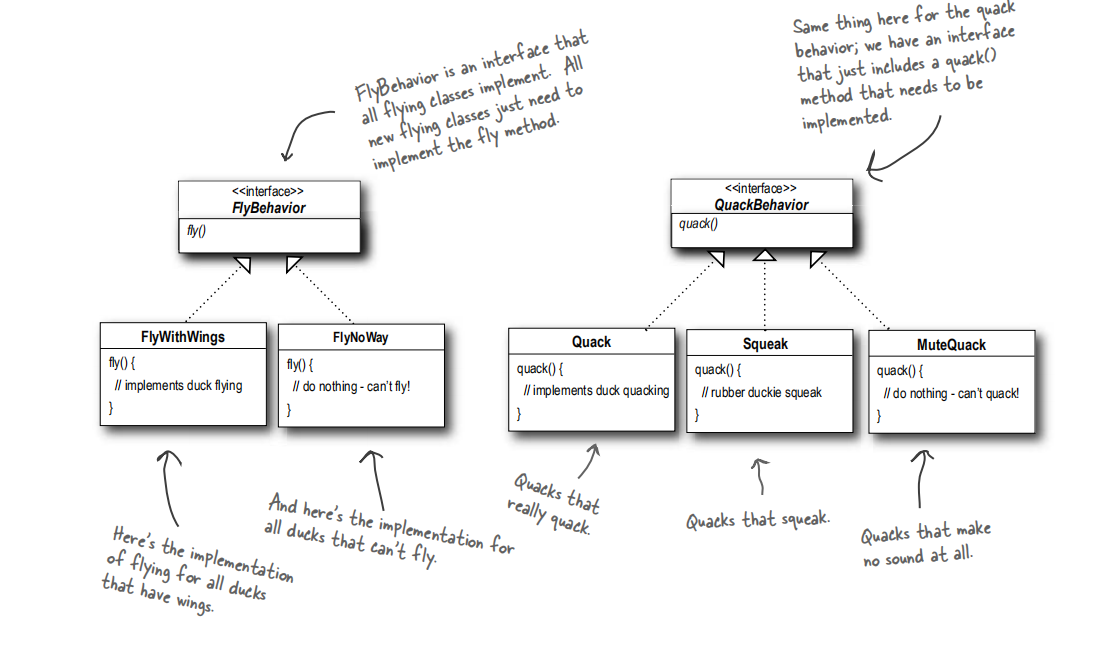 FlyBehavior is an interface that
all flying classes implement. All
new flying classes just need to
implement the fly method.
Same thing here for the quack
behavior; we have an interface
that just includes a quack()
method that needs to be
implemented.
<<interface>>
FlyBehavior
fly()
<<interface>>
QuackBehavior
quack()
FlyWithWings
fly() {
// implements duck flying
}
FlyNoWay
fly() {
// do nothing - can't fly!
}
Quack
quack() {
// implements duck quacking
}
Squeak
quack() {
// rubber duckie squeak
}
MuteQuack
quack() {
// do nothing - can't quack!
}
Here's the implementation
of flying for all ducks
that have wings.
And here's the implementation for
all ducks that can't fly.
Quacks that
really quack.
Quacks that squeak.
Quacks that make
no sound at all.